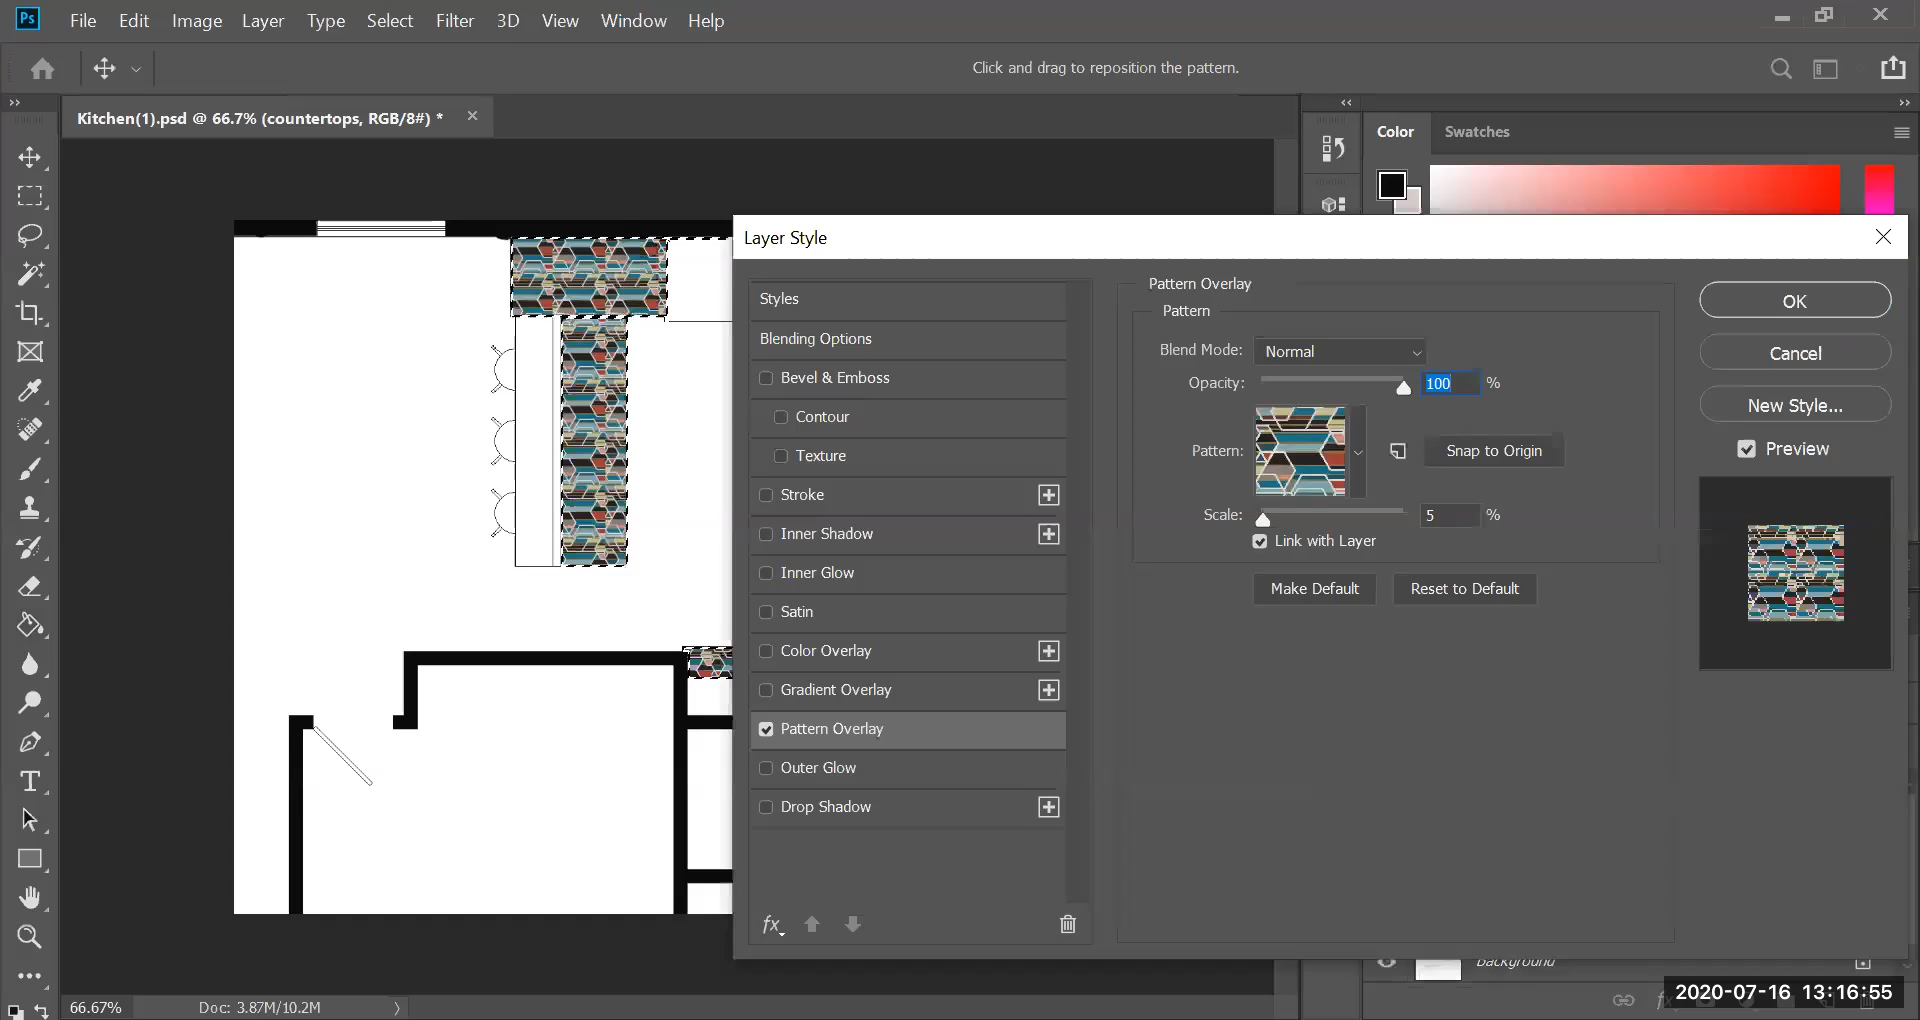 Ps File Edit Image Layer Type Select Filter 3D View Window Help
Click and drag to reposition the pattern.
Kitchen(1).psd @ 66.7% (countertops, RGB/8#) *
Color Swatches
Layer Style
Styles
Blending Options
Bevel & Emboss
Contour
Texture
Stroke
Inner Shadow
Inner Glow
Satin
Color Overlay
Gradient Overlay
Pattern Overlay
Outer Glow
Drop Shadow
fx
Pattern Overlay
Pattern
Blend Mode: Normal
Opacity: 100 %
Pattern: Snap to Origin
Scale: 5 %
Link with Layer
Make Default Reset to Default
OK
Cancel
New Style...
Preview
Background
T
66.67% Doc: 3.87M/10.2M
2020-07-16 13:16:55